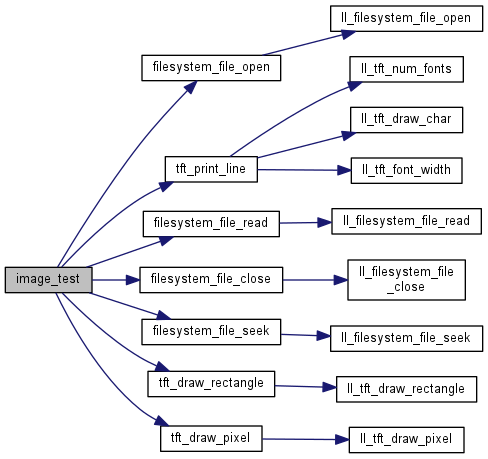 ll_filesystem_file_open
filesystem_file_open
ll_tft_num_fonts
ll_tft_draw_char
tft_print_line
ll_tft_font_width
filesystem_file_read
ll_filesystem_file_read
image_test
filesystem_file_close
ll_filesystem_file
_close
filesystem_file_seek
ll_filesystem_file_seek
tft_draw_rectangle
ll_tft_draw_rectangle
tft_draw_pixel
ll_tft_draw_pixel